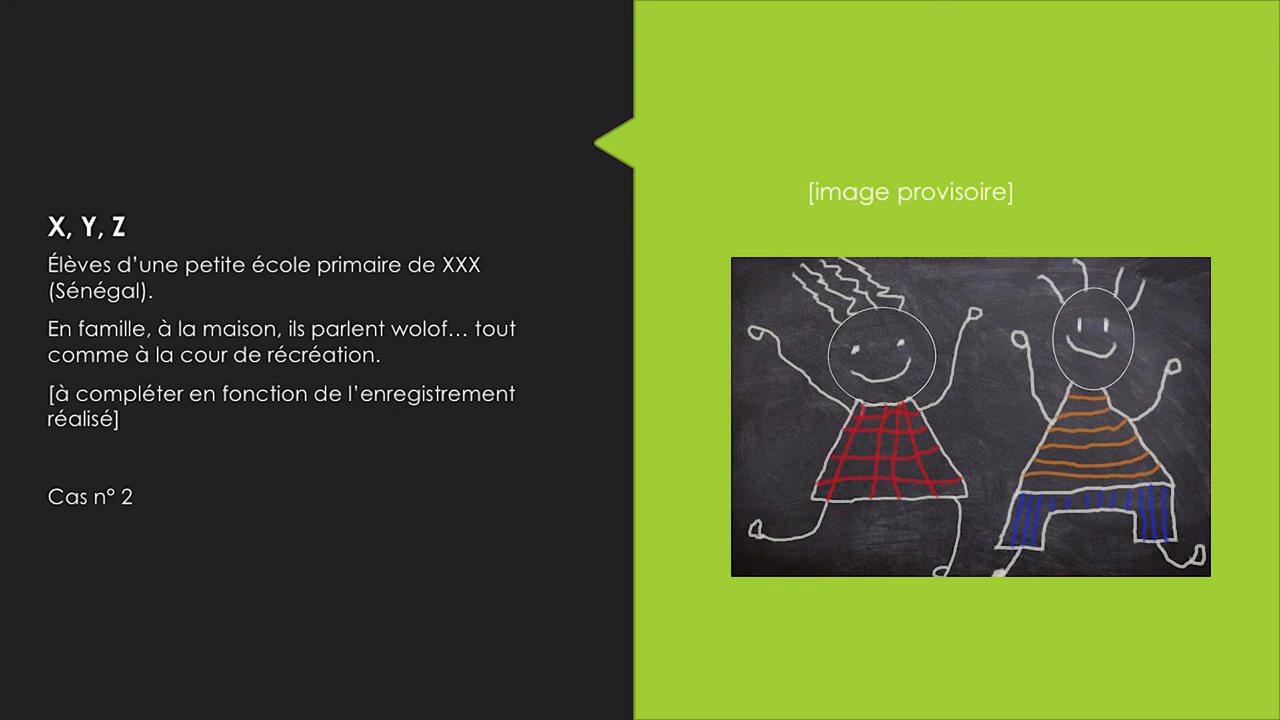 X, Y, Z
Élèves d’une petite école primaire de XXX
(Sénégal).
En famille, à la maison, ils parlent wolof… tout
comme à la cour de récréation.
[à compléter en fonction de l’enregistrement
réalisé]
Cas n° 2
[image provisoire]